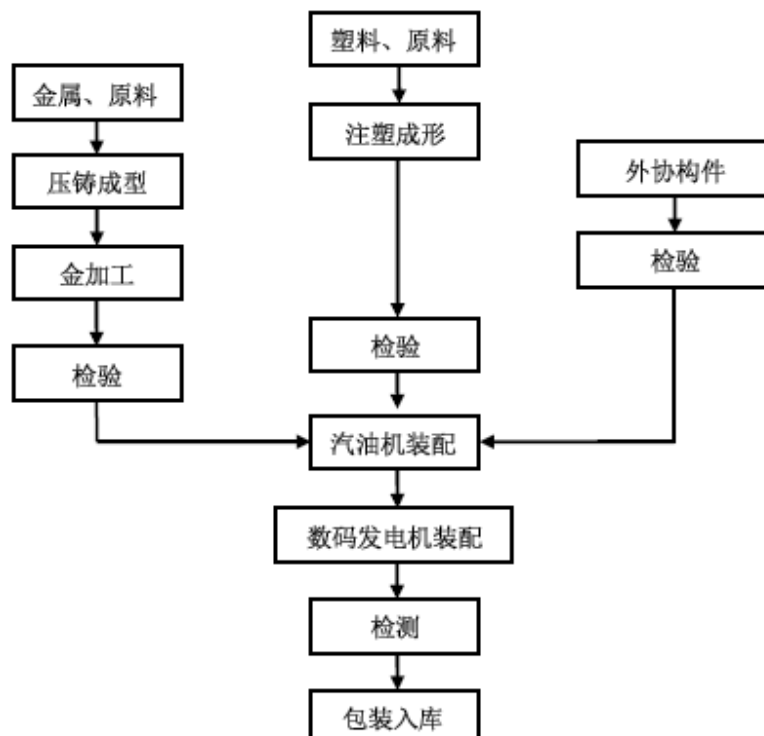 塑料、原料
金属、原料
注塑成形
压铸成型
外协构件
金加工
检验
检验
检验
汽油机装配
数码发电机装配
检测
包装入库